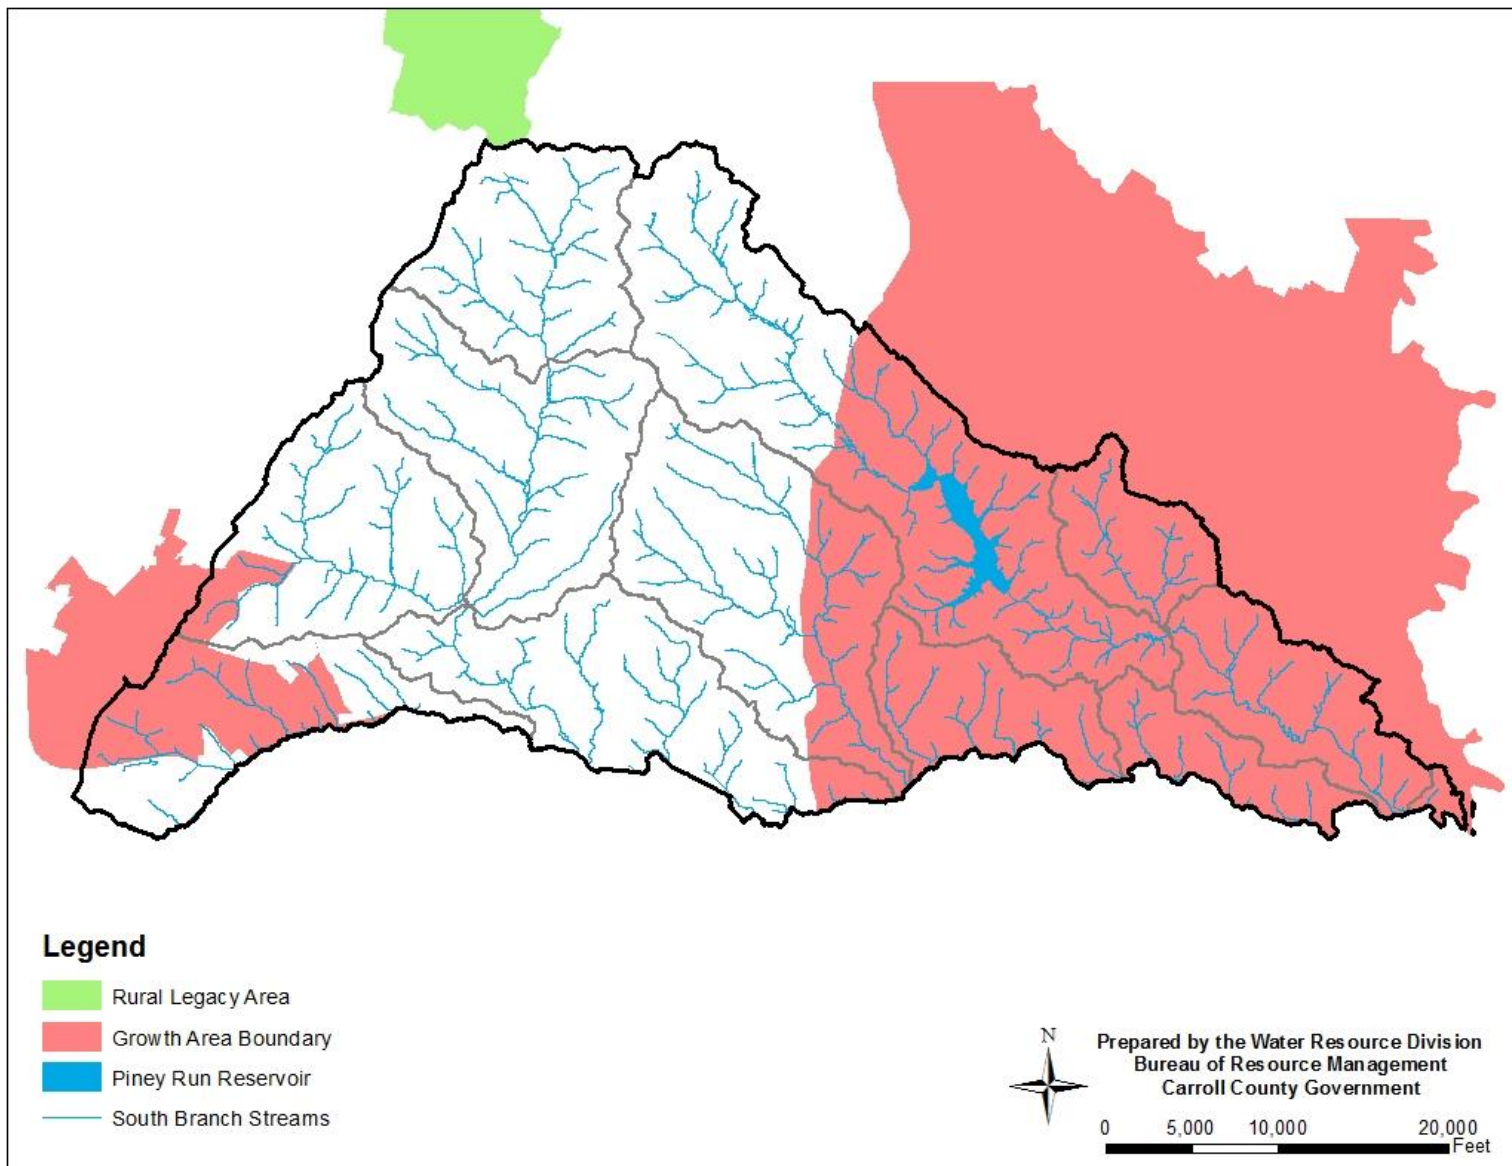 Legend
Rural Legacy Area
Growth Area Boundary
Piney Run Reservoir
South Branch Streams
N
Prepared by the Water Resource Division
Bureau of Resource Management
Carroll County Government
0 5,000 10,000 20,000
Feet